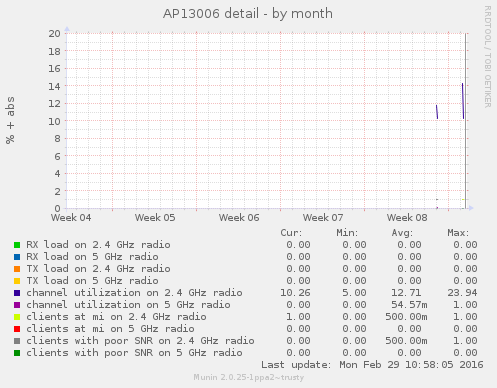 AP13006 detail - by month
RRDTOOL / TOBI OETIKER
% + abs
20
18
16
14
12
10
8
6
4
2
0
Week 04 Week 05 Week 06 Week 07 Week 08
Cur: Min: Avg: Max:
RX load on 2.4 GHz radio 0.00 0.00 0.00 0.00
RX load on 5 GHz radio 0.00 0.00 0.00 0.00
TX load on 2.4 GHz radio 0.00 0.00 0.00 0.00
TX load on 5 GHz radio 0.00 0.00 0.00 0.00
channel utilization on 2.4 GHz radio 10.26 5.00 12.71 23.94
channel utilization on 5 GHz radio 0.00 0.00 54.57m 1.00
clients at mi on 2.4 GHz radio 1.00 0.00 500.00m 1.00
clients at mi on 5 GHz radio 0.00 0.00 0.00 0.00
clients with poor SNR on 2.4 GHz radio 0.00 0.00 500.00m 1.00
clients with poor SNR on 5 GHz radio 0.00 0.00 0.00 0.00
Last update: Mon Feb 29 10:58:05 2016
Munin 2.0.25-1ppa2~trusty